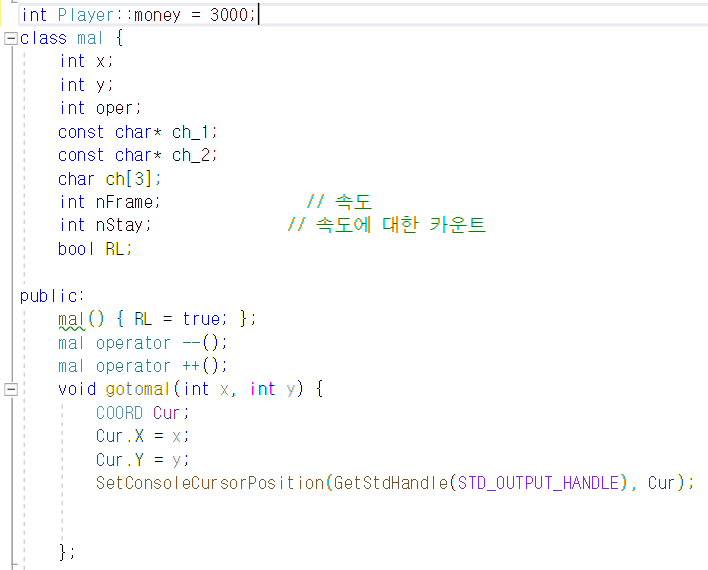 int Player::money = 3000;
class mal {
int x;
int y;
int oper;
const char* ch_1;
const char* ch_2;
char ch[3];
int nFrame; // 속도
int nStay; // 속도에 대한 카운트
bool RL;
public:
mal() { RL = true; };
mal operator --();
mal operator ++();
void gotomal(int x, int y) {
COORD Cur;
Cur.X = x;
Cur.Y = y;
SetConsoleCursorPosition(GetStdHandle(STD_OUTPUT_HANDLE), Cur);
};